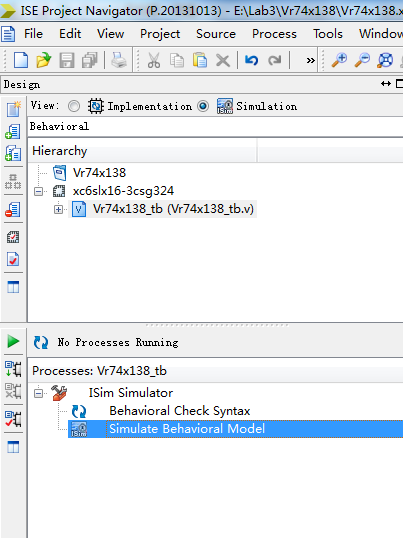 ISE Project Navigator (P.20131013) - E:\Lab3\Vr74x138\Vr74x138.x
File Edit View Project Source Process Tools Window
»
Design
View: Implementation Simulation
Behavioral
Hierarchy
Vr74x138
xc6slx16-3csg324
Vr74x138_tb (Vr74x138_tb.v)
No Processes Running
Processes: Vr74x138_tb
ISim Simulator
Behavioral Check Syntax
Simulate Behavioral Model